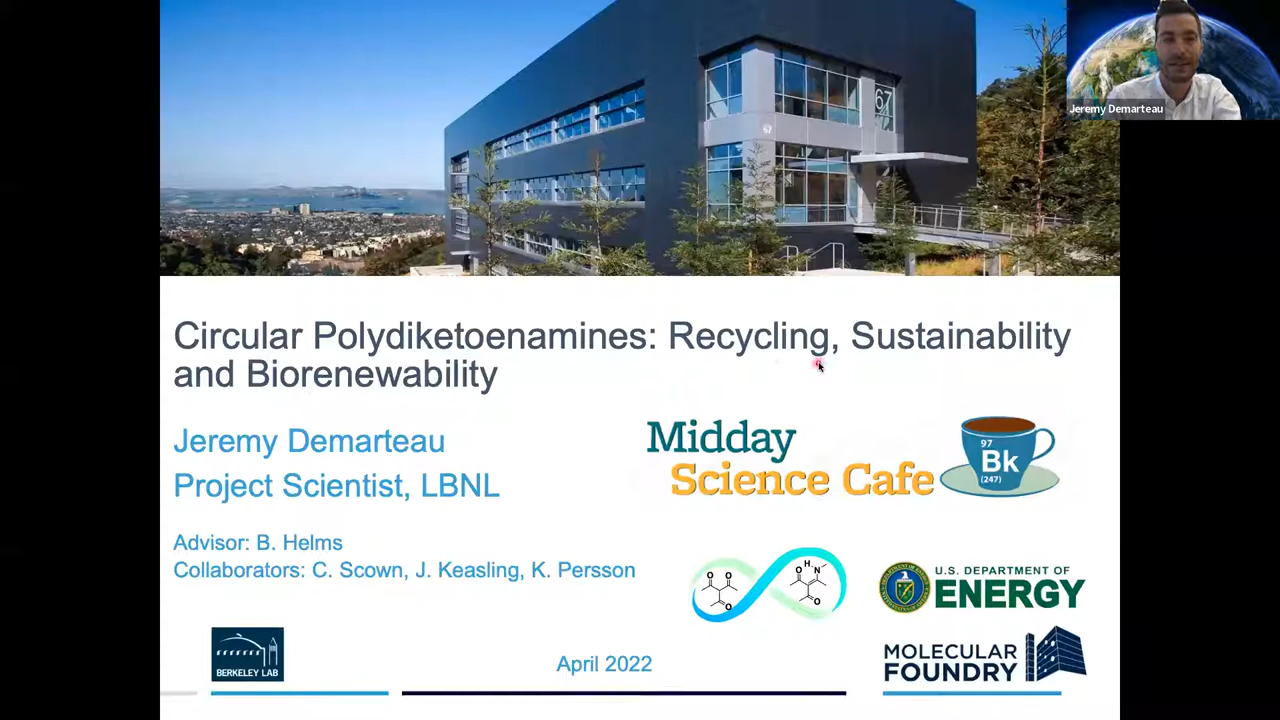 67
Jeremy Demarteau
Circular Polydiketoenamines: Recycling, Sustainability
and Biorenewability
Jeremy Demarteau
Project Scientist, LBNL
Midday
Science Cafe
97
Bk
(247)
Advisor: B. Helms
Collaborators: C. Scown, J. Keasling, K. Persson
O O
O
H
O N
O
U.S. DEPARTMENT OF
ENERGY
BERKELEY LAB
April 2022
MOLECULAR
FOUNDRY